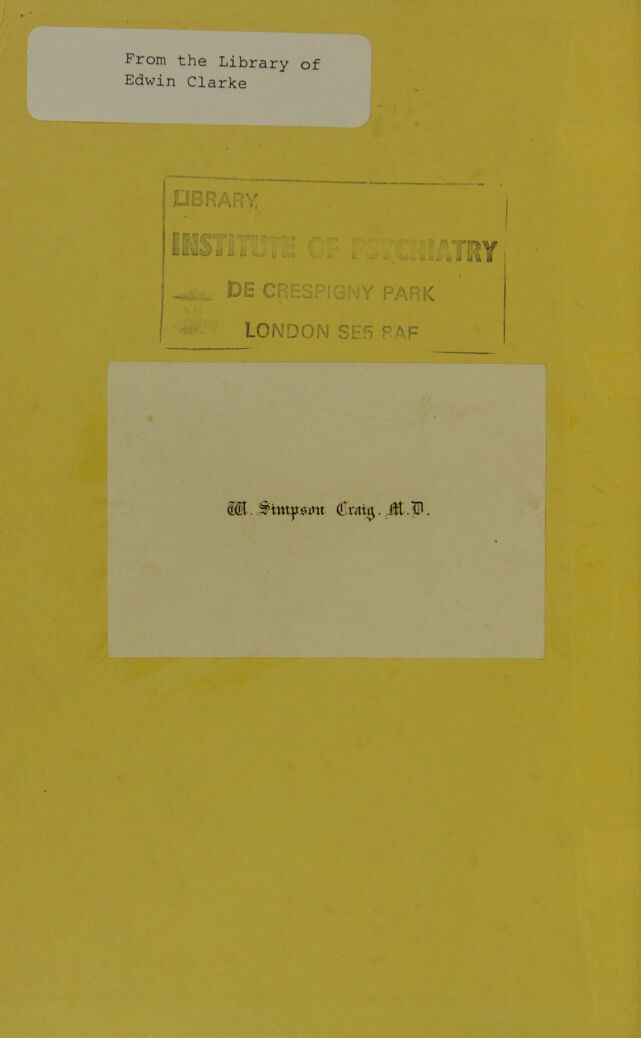 From the Library of
Edwin Clarke
LIBRARY,
INSTITUTE OF PSYCHIATRY
DE CRESPIGNY PARK
LONDON SE5 8AF
W. Simpson Craig. M.D.